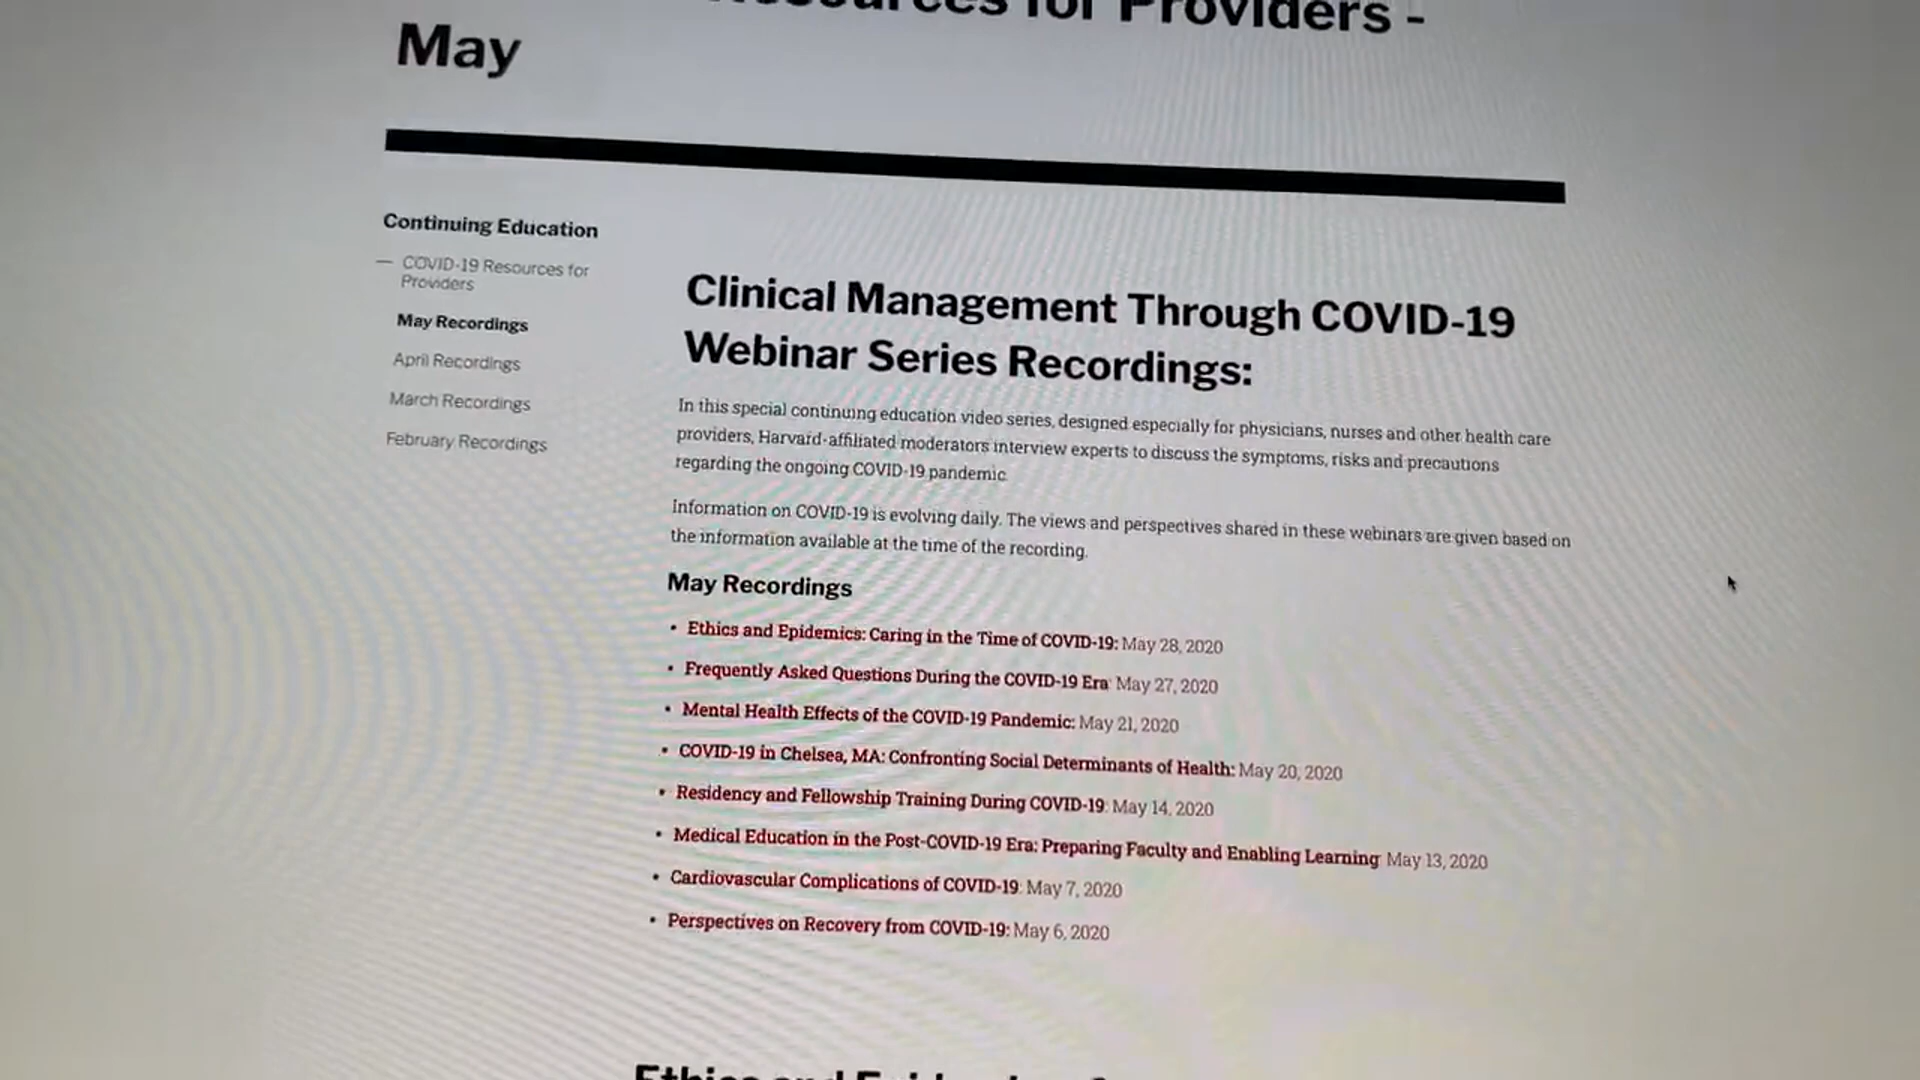 Resources for Providers -
May
Continuing Education
— COVID-19 Resources for
Providers
May Recordings
April Recordings
March Recordings
February Recordings
Clinical Management Through COVID-19
Webinar Series Recordings:
In this special continuing education video series, designed especially for physicians, nurses and other health care
providers, Harvard-affiliated moderators interview experts to discuss the symptoms, risks and precautions
regarding the ongoing COVID-19 pandemic.
Information on COVID-19 is evolving daily. The views and perspectives shared in these webinars are given based on
the information available at the time of the recording.
May Recordings
• Ethics and Epidemics: Caring in the Time of COVID-19: May 28, 2020
• Frequently Asked Questions During the COVID-19 Era: May 27, 2020
• Mental Health Effects of the COVID-19 Pandemic: May 21, 2020
• COVID-19 in Chelsea, MA: Confronting Social Determinants of Health: May 20, 2020
• Residency and Fellowship Training During COVID-19: May 14, 2020
• Medical Education in the Post-COVID-19 Era: Preparing Faculty and Enabling Learning: May 13, 2020
• Cardiovascular Complications of COVID-19: May 7, 2020
• Perspectives on Recovery from COVID-19: May 6, 2020
Ethics and